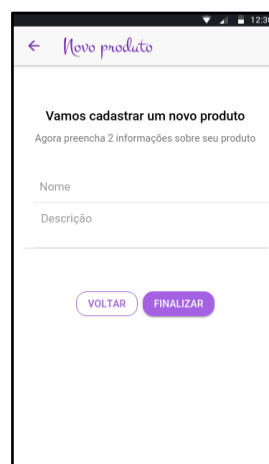 12:30
Novo produto
Vamos cadastrar um novo produto
Agora preencha 2 informações sobre seu produto
Nome
Descrição
VOLTAR
FINALIZAR